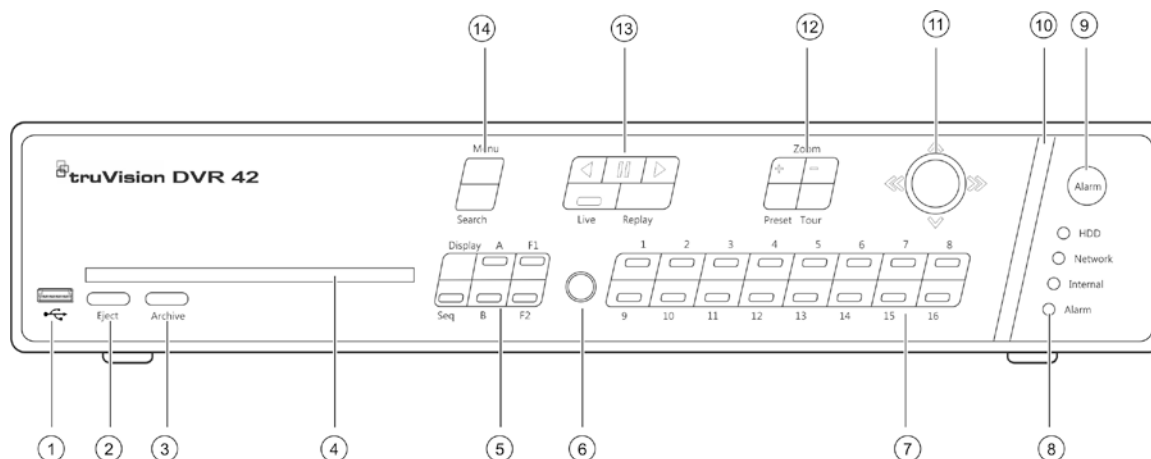 14 13 12 11 10 9
Menu
Zoom
truVision DVR 42
+ -
Alarm
Search
Live Replay
Preset Tour
HDD
Display A F1
1 2 3 4 5 6 7 8
Network
Internal
Eject Archive
Seq B F2
9 10 11 12 13 14 15 16
Alarm
1 2 3 4 5 6 7 8